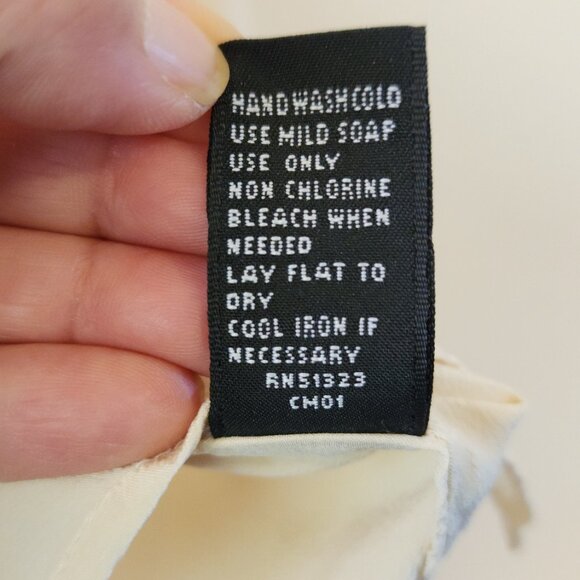 HAND WASH COLD
USE MILD SOAP
USE ONLY
NON CHLORINE
BLEACH WHEN
NEEDED
LAY FLAT TO
DRY
COOL IRON IF
NECESSARY
RN51323
CM01